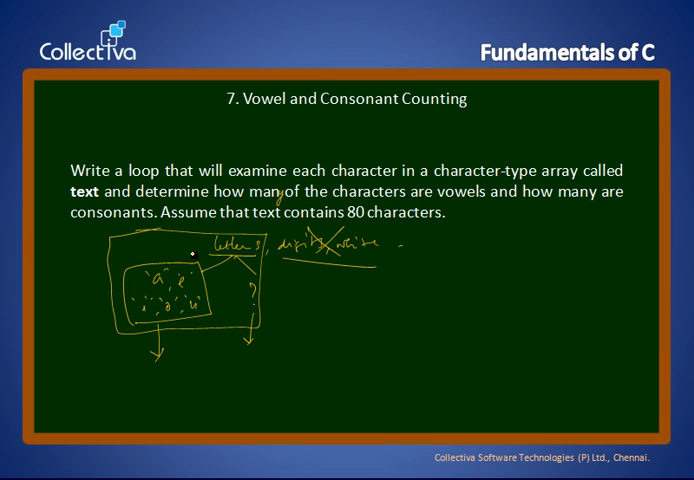 Collectiva
Fundamentals of C
7. Vowel and Consonant Counting
Write a loop that will examine each character in a character-type array called
text and determine how many of the characters are vowels and how many are
consonants. Assume that text contains 80 characters.
letters, digits, white
'a', 'e'
'i', 'o', 'u'
?
Collectiva Software Technologies (P) Ltd., Chennai.